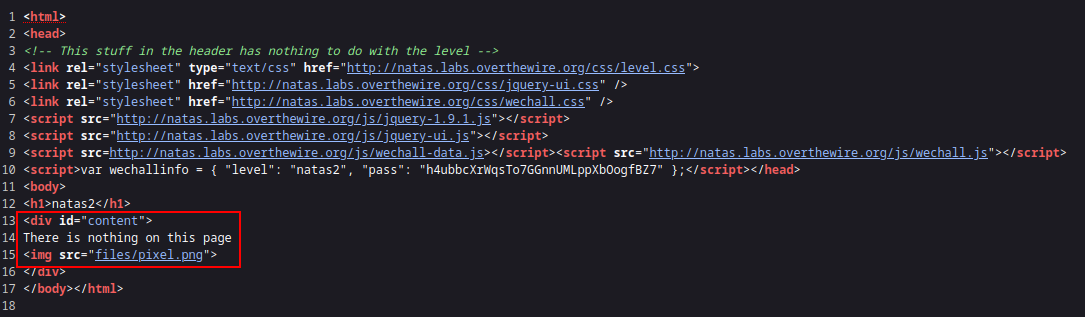 1 <html>
2 <head>
3 <!-- This stuff in the header has nothing to do with the level -->
4 <link rel="stylesheet" type="text/css" href="http://natas.labs.overthewire.org/css/level.css">
5 <link rel="stylesheet" href="http://natas.labs.overthewire.org/css/jquery-ui.css" />
6 <link rel="stylesheet" href="http://natas.labs.overthewire.org/css/wechall.css" />
7 <script src="http://natas.labs.overthewire.org/js/jquery-1.9.1.js"></script>
8 <script src="http://natas.labs.overthewire.org/js/jquery-ui.js"></script>
9 <script src=http://natas.labs.overthewire.org/js/wechall-data.js></script><script src="http://natas.labs.overthewire.org/js/wechall.js"></script>
10 <script>var wechallinfo = { "level": "natas2", "pass": "h4ubbcXrWqsTo7GGnnUMLppXbOogfBZ7" };</script></head>
11 <body>
12 <h1>natas2</h1>
13 <div id="content">
14 There is nothing on this page
15 <img src="files/pixel.png">
16 </div>
17 </body></html>
18